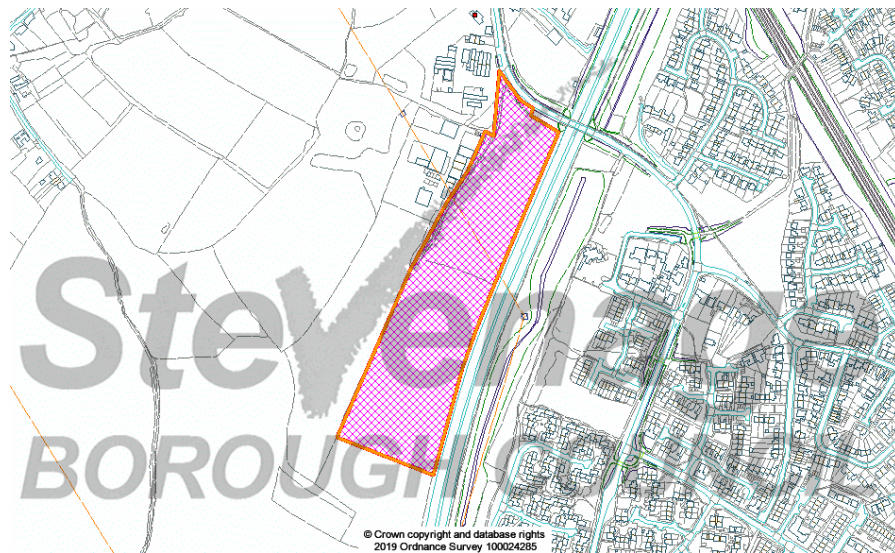 Stevenage
BOROUGH COUNCIL
© Crown copyright and database rights
2019 Ordnance Survey 100024285